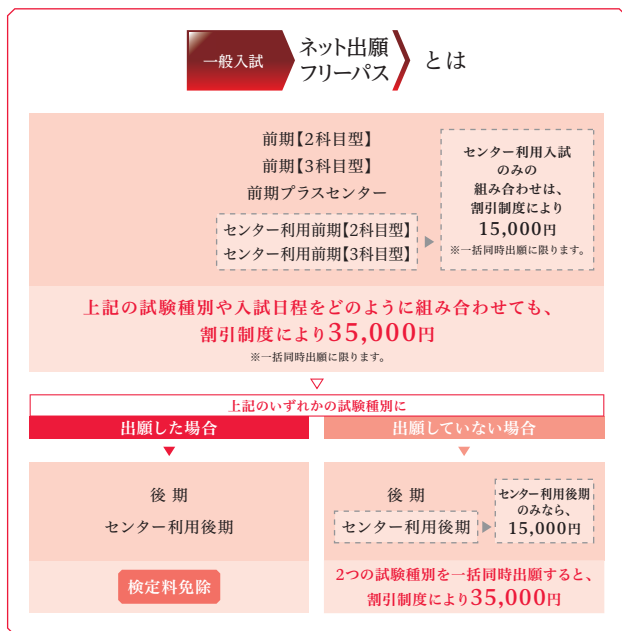 一般入試
ネット出願
フリーパス
とは
前期【2科目型】
前期【3科目型】
前期プラスセンター
センター利用前期【2科目型】
センター利用前期【3科目型】
センター利用入試
のみの
組み合わせは、
割引制度により
15,000円
※一括同時出願に限ります。
上記の試験種別や入試日程をどのように組み合わせても、
割引制度により35,000円
※一括同時出願に限ります。
上記のいずれかの試験種別に
出願した場合
後 期
センター利用後期
検定料免除
出願していない場合
後 期
センター利用後期
センター利用後期
のみなら、
15,000円
2つの試験種別を一括同時出願すると、
割引制度により35,000円